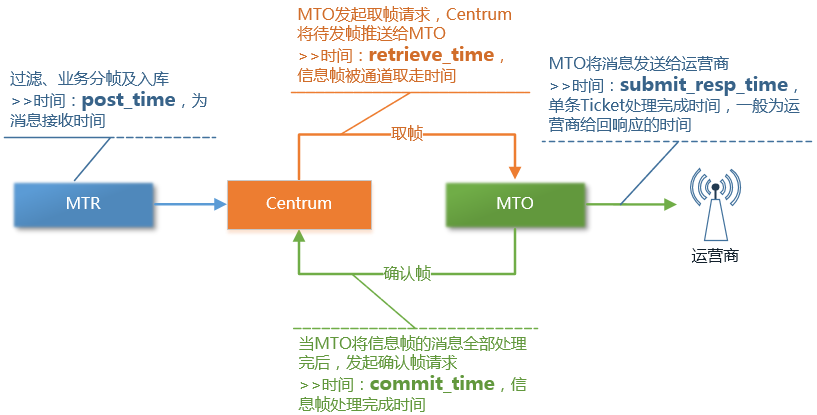 MTO发起取帧请求，Centrum
将待发帧推送给MTO
>>时间：retrieve_time，
信息帧被通道取走时间
过滤、业务分帧及入库
>>时间：post_time，为
消息接收时间
MTO将消息发送给运营商
>>时间：submit_resp_time，
单条Ticket处理完成时间，一般为运
营商给回响应的时间
取帧
MTR
Centrum
MTO
运营商
确认帧
当MTO将信息帧的消息全部处理
完后，发起确认帧请求
>>时间：commit_time，信
息帧处理完成时间